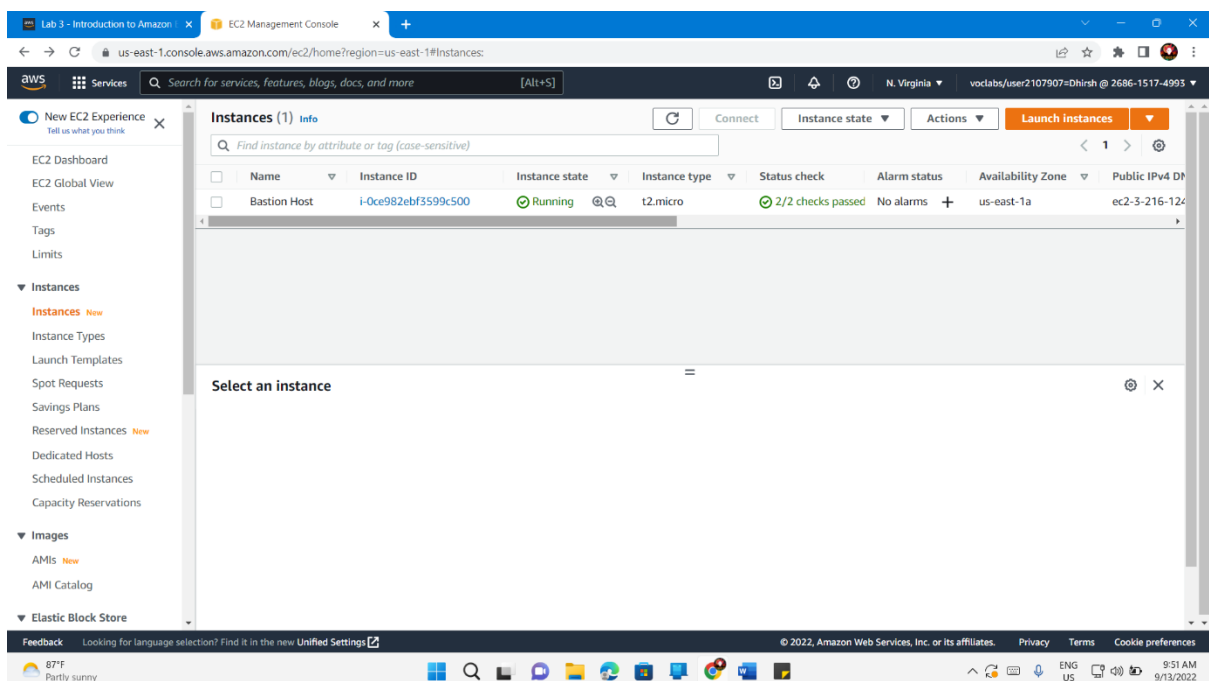 Lab 3 - Introduction to Amazon
EC2 Management Console
us-east-1.console.aws.amazon.com/ec2/home?region=us-east-1#Instances:
aws Services Search for services, features, blogs, docs, and more [Alt+S] N. Virginia ▼ voclabs/user2107907=Dhirsh @ 2686-1517-4993 ▼
New EC2 Experience
Tell us what you think
EC2 Dashboard
EC2 Global View
Events
Tags
Limits
Instances
Instances New
Instance Types
Launch Templates
Spot Requests
Savings Plans
Reserved Instances New
Dedicated Hosts
Scheduled Instances
Capacity Reservations
Images
AMIs New
AMI Catalog
Elastic Block Store
Instances (1) Info
Connect Instance state ▼ Actions ▼ Launch instances ▼
Find instance by attribute or tag (case-sensitive)
< 1 >
Name Instance ID Instance state Instance type Status check Alarm status Availability Zone Public IPv4 DN
Bastion Host i-0ce982ebf3599c500 Running t2.micro 2/2 checks passed No alarms + us-east-1a ec2-3-216-124
Select an instance
Feedback Looking for language selection? Find it in the new Unified Settings © 2022, Amazon Web Services, Inc. or its affiliates. Privacy Terms Cookie preferences
87°F
Partly sunny
ENG
US
9:51 AM
9/13/2022